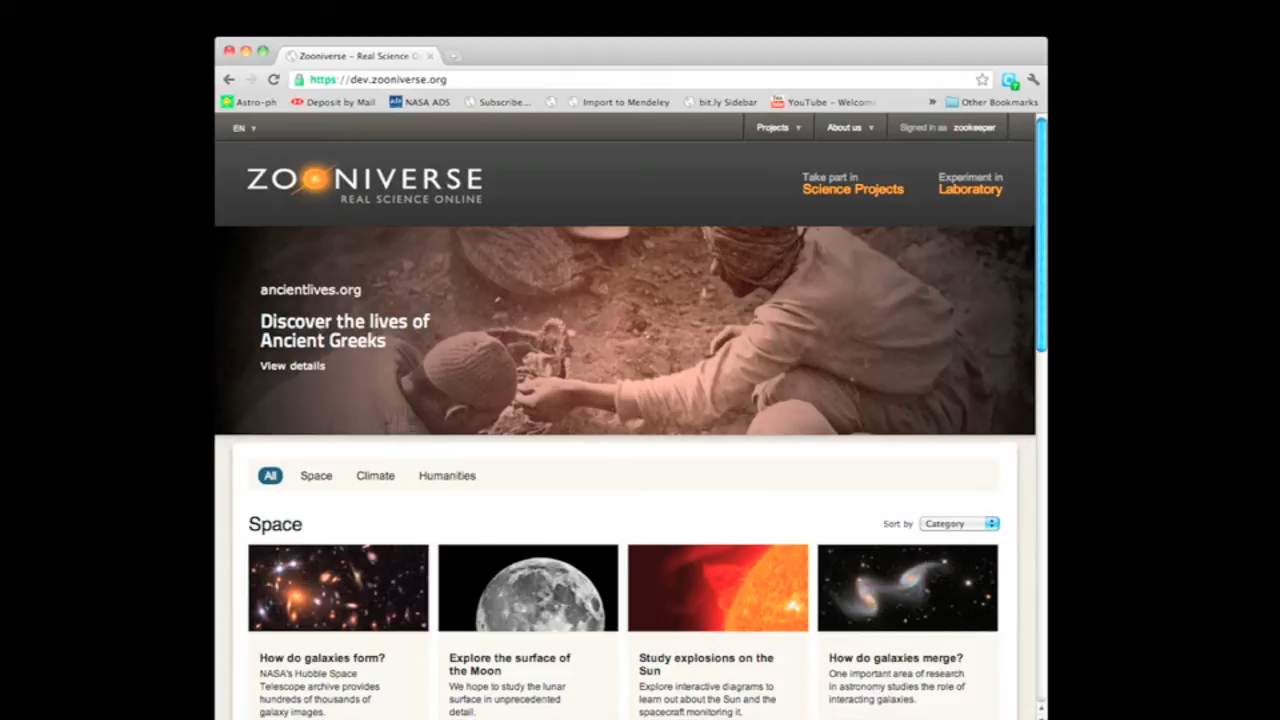 Zooniverse – Real Science O
https://dev.zooniverse.org
Astro-ph
Deposit by Mail
NASA ADS
Subscribe...
Import to Mendeley
bit.ly Sidebar
YouTube – Welcome
»
Other Bookmarks
EN
Projects
About us
Signed in as zookeeper
ZOONIVERSE
REAL SCIENCE ONLINE
Take part in
Science Projects
Experiment in
Laboratory
ancientlives.org
Discover the lives of
Ancient Greeks
View details
All
Space
Climate
Humanities
Space
Sort by
Category
How do galaxies form?
NASA's Hubble Space
Telescope archive provides
hundreds of thousands of
galaxy images.
Explore the surface of
the Moon
We hope to study the lunar
surface in unprecedented
detail.
Study explosions on the
Sun
Explore interactive diagrams to
learn out about the Sun and the
spacecraft monitoring it.
How do galaxies merge?
One important area of research
in astronomy studies the role of
interacting galaxies.